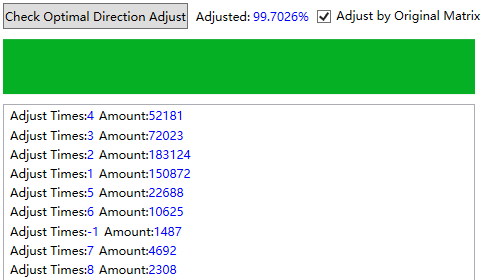 Check Optimal Direction Adjust Adjusted: 99.7026% Adjust by Original Matrix
Adjust Times:4 Amount:52181
Adjust Times:3 Amount:72023
Adjust Times:2 Amount:183124
Adjust Times:1 Amount:150872
Adjust Times:5 Amount:22688
Adjust Times:6 Amount:10625
Adjust Times:-1 Amount:1487
Adjust Times:7 Amount:4692
Adjust Times:8 Amount:2308